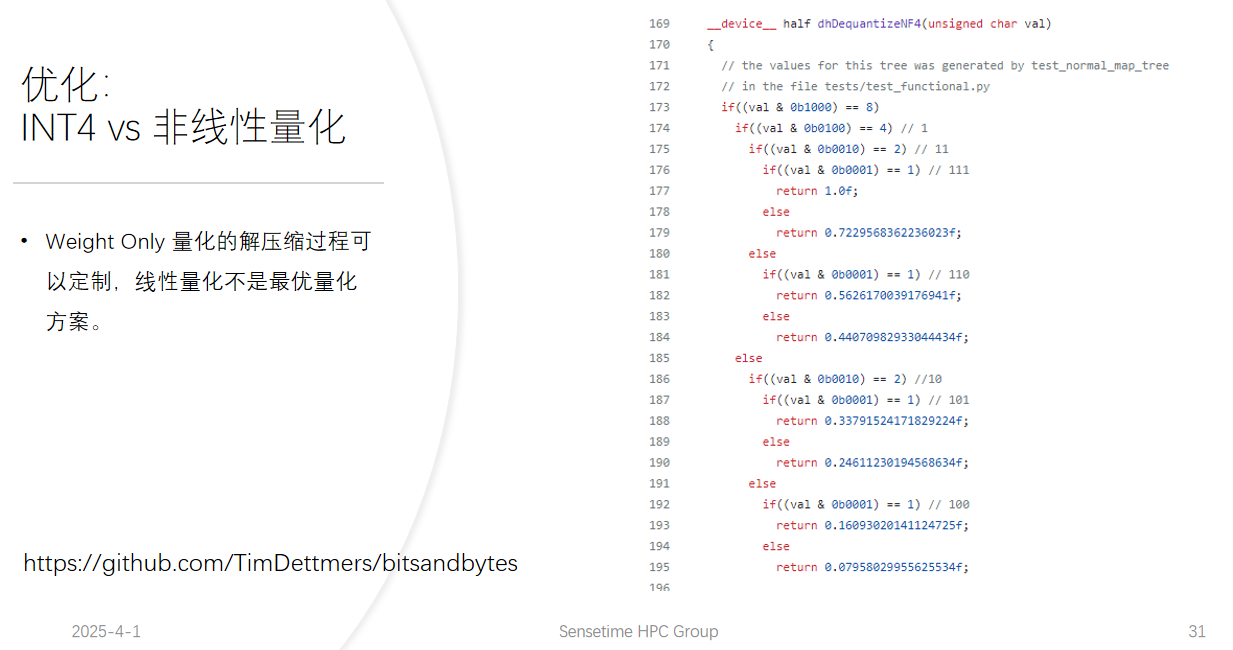 优化：
INT4 vs 非线性量化
• Weight Only 量化的解压缩过程可
以定制，线性量化不是最优量化
方案。
https://github.com/TimDettmers/bitsandbytes
169 __device__ half dhDequantizeNF4(unsigned char val)
170 {
171 // the values for this tree was generated by test_normal_map_tree
172 // in the file tests/test_functional.py
173 if((val & 0b1000) == 8)
174 if((val & 0b0100) == 4) // 1
175 if((val & 0b0010) == 2) // 11
176 if((val & 0b0001) == 1) // 111
177 return 1.0f;
178 else
179 return 0.7229568362236023f;
180 else
181 if((val & 0b0001) == 1) // 110
182 return 0.5626170039176941f;
183 else
184 return 0.44070982933044434f;
185 else
186 if((val & 0b0010) == 2) //10
187 if((val & 0b0001) == 1) // 101
188 return 0.33791524171829224f;
189 else
190 return 0.24611230194568634f;
191 else
192 if((val & 0b0001) == 1) // 100
193 return 0.16093020141124725f;
194 else
195 return 0.07958029955625534f;
196
2025-4-1
Sensetime HPC Group
31